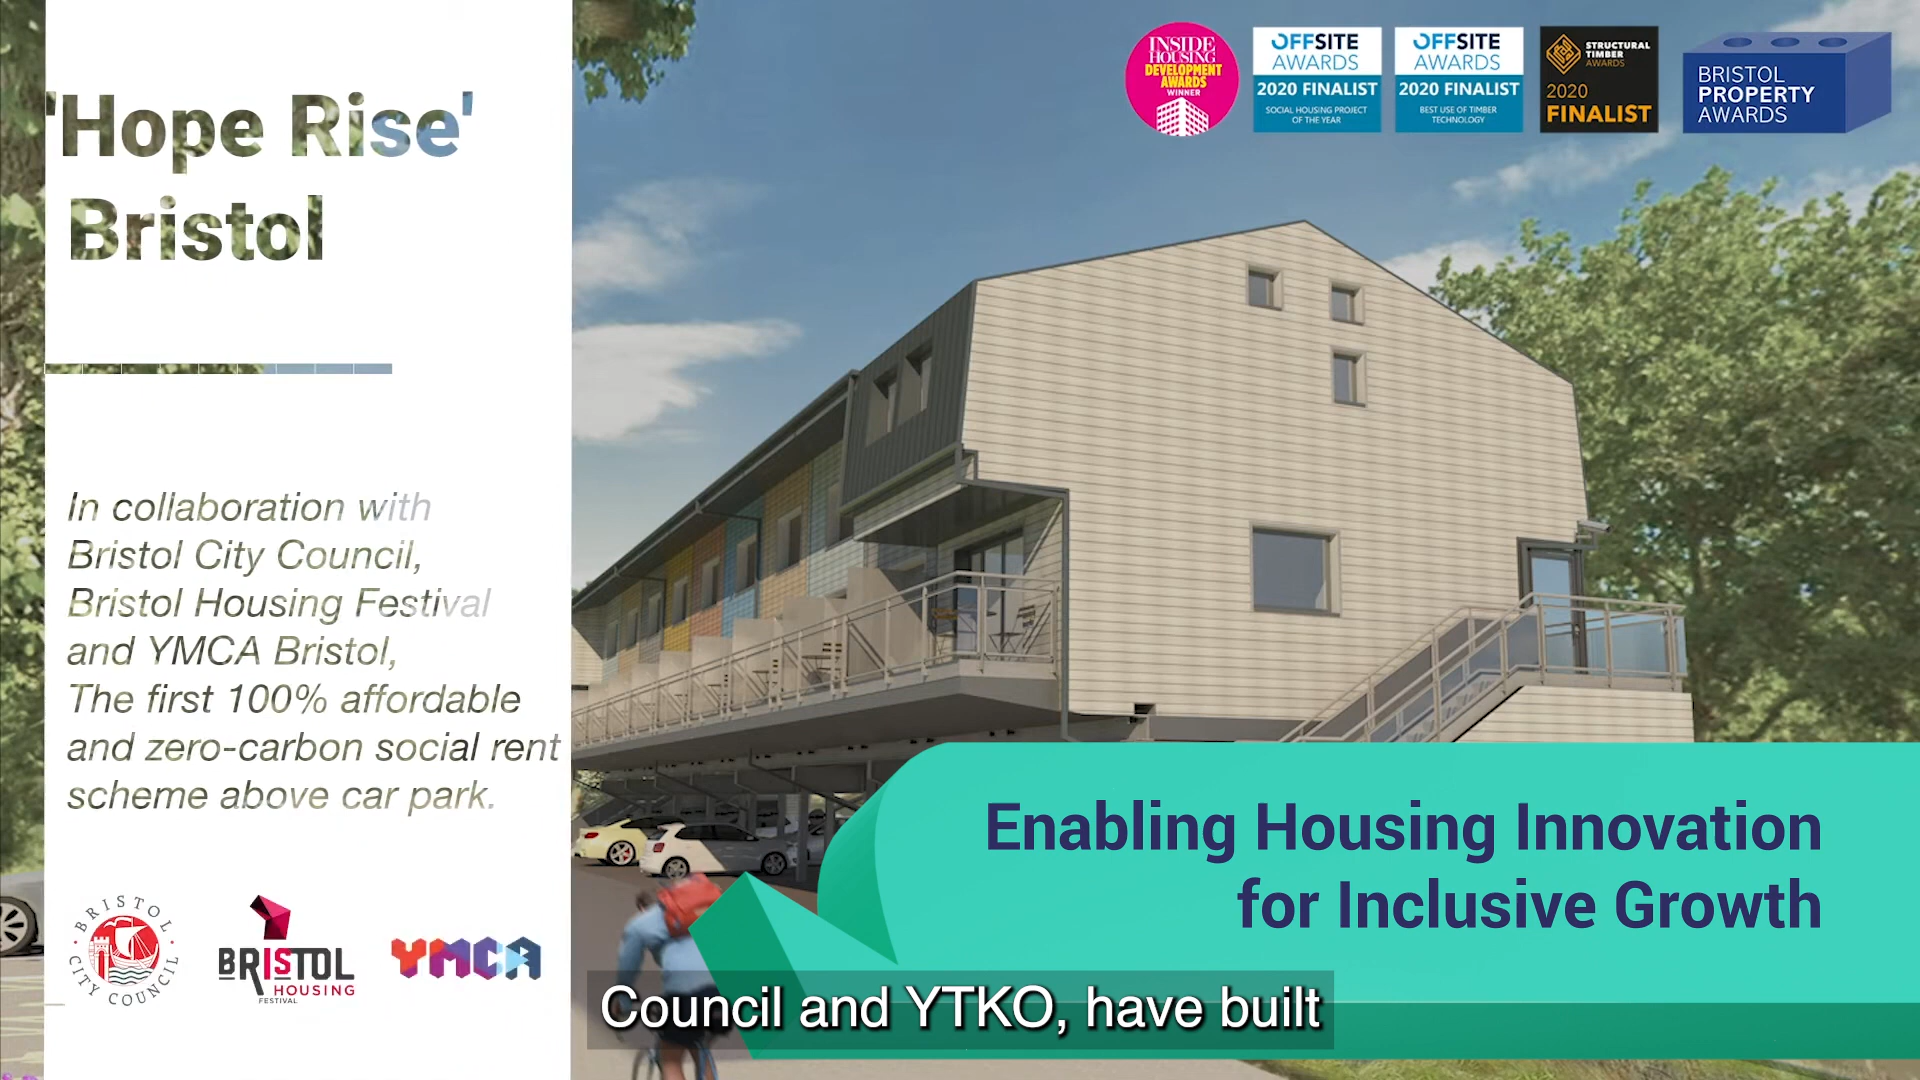 'Hope Rise'
Bristol
In collaboration with
Bristol City Council,
Bristol Housing Festival
and YMCA Bristol,
The first 100% affordable
and zero-carbon social rent
scheme above car park.
BRISTOL
CITY COUNCIL
BRISTOL
HOUSING
FESTIVAL
YMCA
INSIDE
HOUSING
DEVELOPMENT
AWARDS
WINNER
OFFSITE
AWARDS
2020 FINALIST
SOCIAL HOUSING PROJECT
OF THE YEAR
OFFSITE
AWARDS
2020 FINALIST
BEST USE OF TIMBER
TECHNOLOGY
STRUCTURAL
TIMBER
AWARDS
2020
FINALIST
BRISTOL
PROPERTY
AWARDS
Enabling Housing Innovation
for Inclusive Growth
Council and YTKO, have built